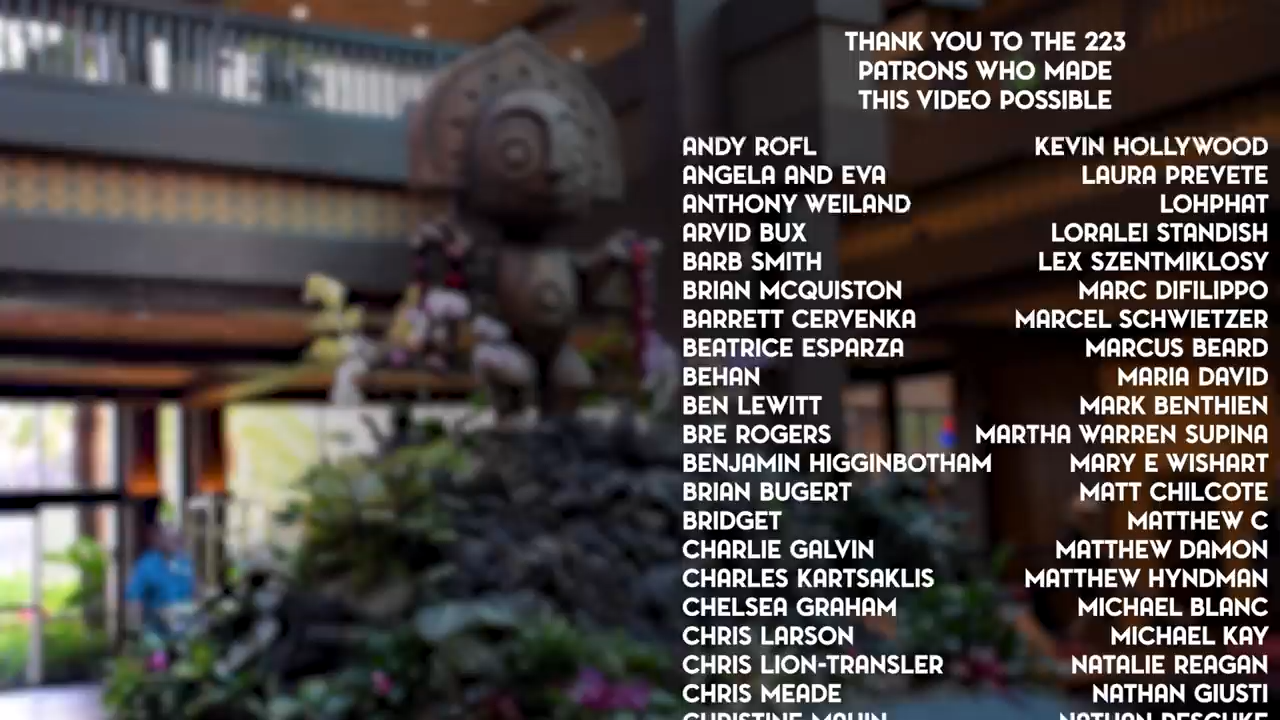 THANK YOU TO THE 223
PATRONS WHO MADE
THIS VIDEO POSSIBLE
ANDY ROFL
ANGELA AND EVA
ANTHONY WEILAND
ARVID BUX
BARB SMITH
BRIAN MCQUISTON
BARRETT CERVENKA
BEATRICE ESPARZA
BEHAN
BEN LEWITT
BRE ROGERS
BENJAMIN HIGGINBOTHAM
BRIAN BUGERT
BRIDGET
CHARLIE GALVIN
CHARLES KARTSAKLIS
CHELSEA GRAHAM
CHRIS LARSON
CHRIS LION-TRANSLER
CHRIS MEADE
CHRISTINE
KEVIN HOLLYWOOD
LAURA PREVETE
LOHPHAT
LORALEI STANDISH
LEX SZENTMIKLOSY
MARC DIFILIPPO
MARCEL SCHWIETZER
MARCUS BEARD
MARIA DAVID
MARK BENTHIEN
MARTHA WARREN SUPINA
MARY E WISHART
MATT CHILCOTE
MATTHEW C
MATTHEW DAMON
MATTHEW HYNDMAN
MICHAEL BLANC
MICHAEL KAY
NATALIE REAGAN
NATHAN GIUSTI
NATHAN